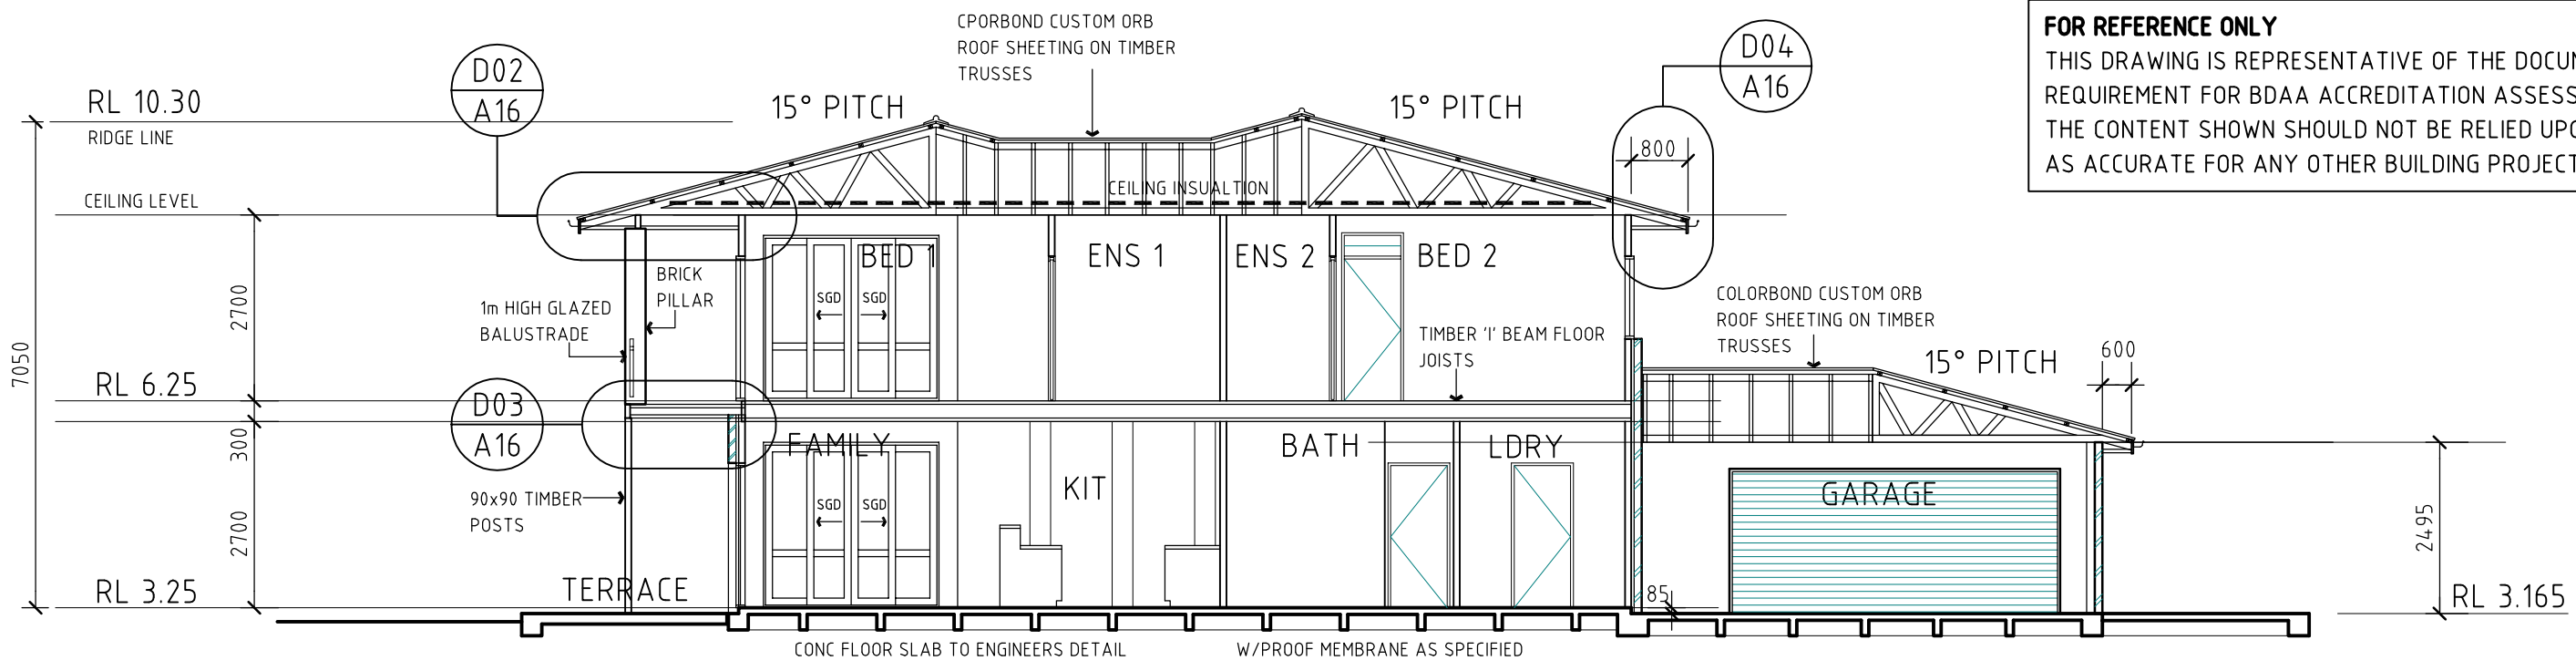 CPORBOND CUSTOM ORB
ROOF SHEETING ON TIMBER
TRUSSES
D02
A16
D04
A16
FOR REFERENCE ONLY
THIS DRAWING IS REPRESENTATIVE OF THE
REQUIREMENT FOR BDAA ACCREDITATION
THE CONTENT SHOWN SHOULD NOT BE RELIED
AS ACCURATE FOR ANY OTHER BUILDING PROJECT
RL 10.30
RIDGE LINE
15° PITCH
15° PITCH
800
CEILING LEVEL
CEILING INSUALTION
BED 1
ENS 1
ENS 2
BED 2
BRICK
PILLAR
1m HIGH GLAZED
BALUSTRADE
SGD
SGD
2700
7050
TIMBER 'I' BEAM FLOOR
JOISTS
COLORBOND CUSTOM ORB
ROOF SHEETING ON TIMBER
TRUSSES
15° PITCH
600
RL 6.25
D03
A16
300
FAMILY
KIT
BATH
LDRY
GARAGE
90x90 TIMBER
POSTS
SGD
SGD
2700
2495
TERRACE
RL 3.25
85
RL 3.165
CONC FLOOR SLAB TO ENGINEERS DETAIL
W/PROOF MEMBRANE AS SPECIFIED